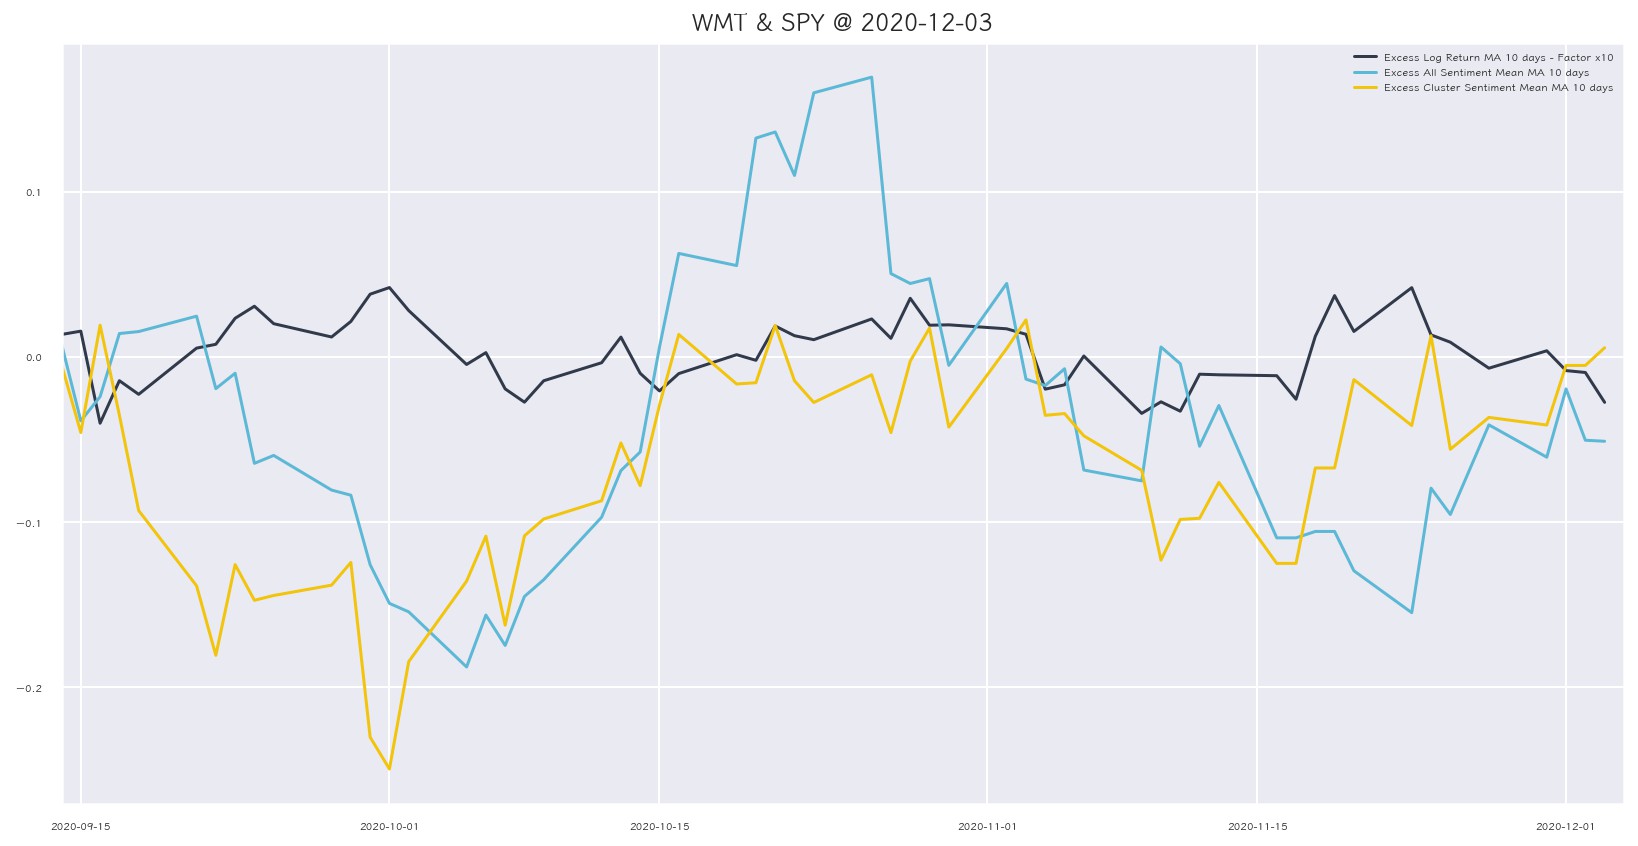 WMT & SPY @ 2020-12-03
Excess Log Return MA 10 days - Factor x10
Excess All Sentiment Mean MA 10 days
Excess Cluster Sentiment Mean MA 10 days
0.1
0.0
−0.1
−0.2
2020-09-15
2020-10-01
2020-10-15
2020-11-01
2020-11-15
2020-12-01